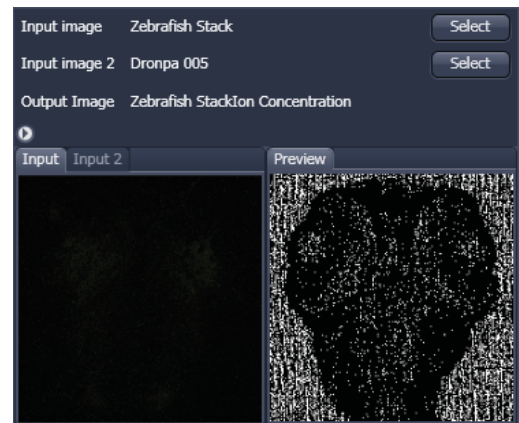 Input image Zebrafish Stack Select
Input image 2 Dronpa 005 Select
Output Image Zebrafish StackIon Concentration
Input Input 2 Preview